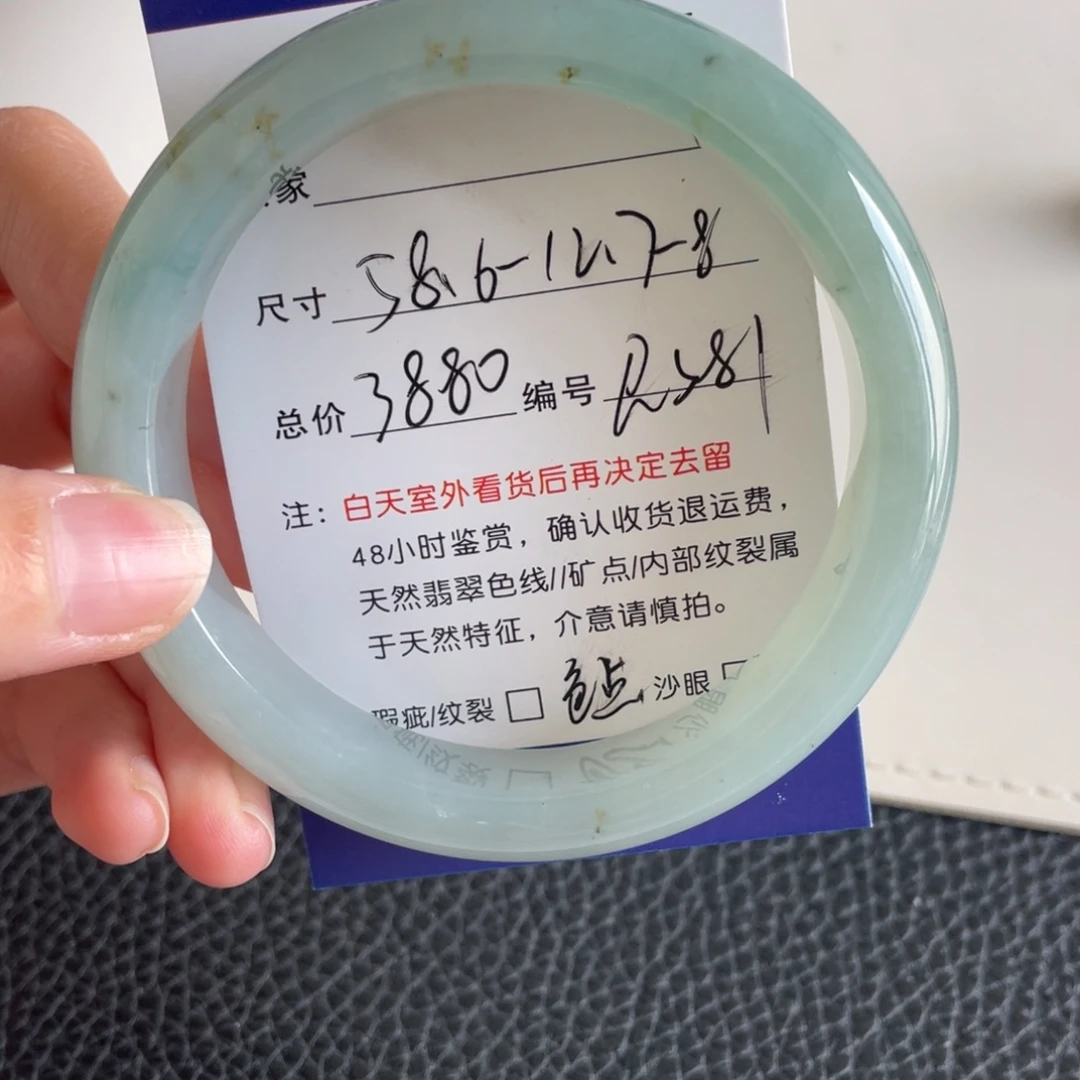 家
尺寸 58.6-12.7-8
总价 3880 编号
注：白天室外看货后再决定去留
48小时鉴赏，确认收货退运费，
天然翡翠色线//矿点/内部纹裂属
于天然特征，介意请慎拍。
瑕疵/纹裂 □ 色点 沙眼 □